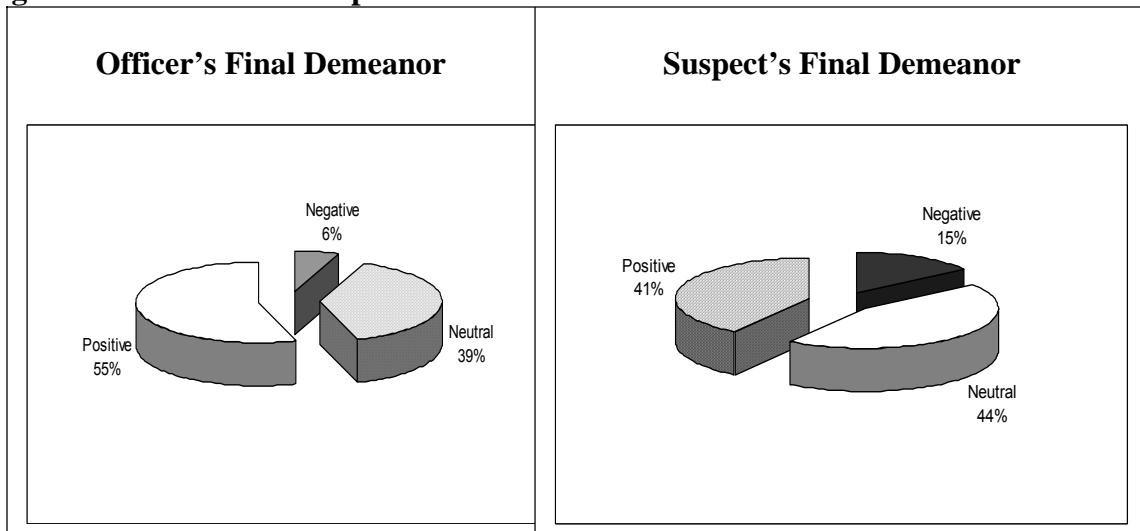 Officer’s Final Demeanor
Negative
6%
Neutral
39%
Positive
55%
Suspect’s Final Demeanor
Negative
15%
Positive
41%
Neutral
44%